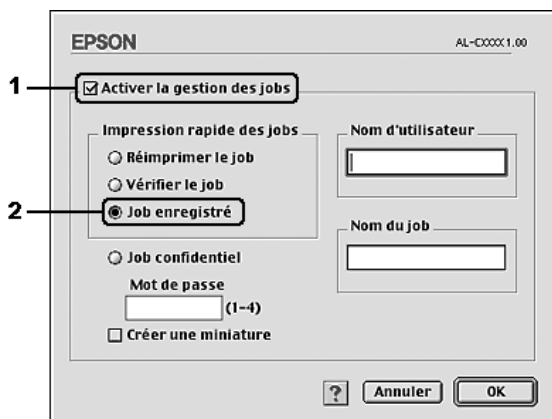 EPSON
AL-CXXXX1.00
1
Activer la gestion des jobs
Impression rapide des jobs
Réimprimer le job
Vérifier le job
2
Job enregistré
Job confidentiel
Mot de passe
(1-4)
Créer une miniature
Nom d'utilisateur
Nom du job
?
Annuler
OK